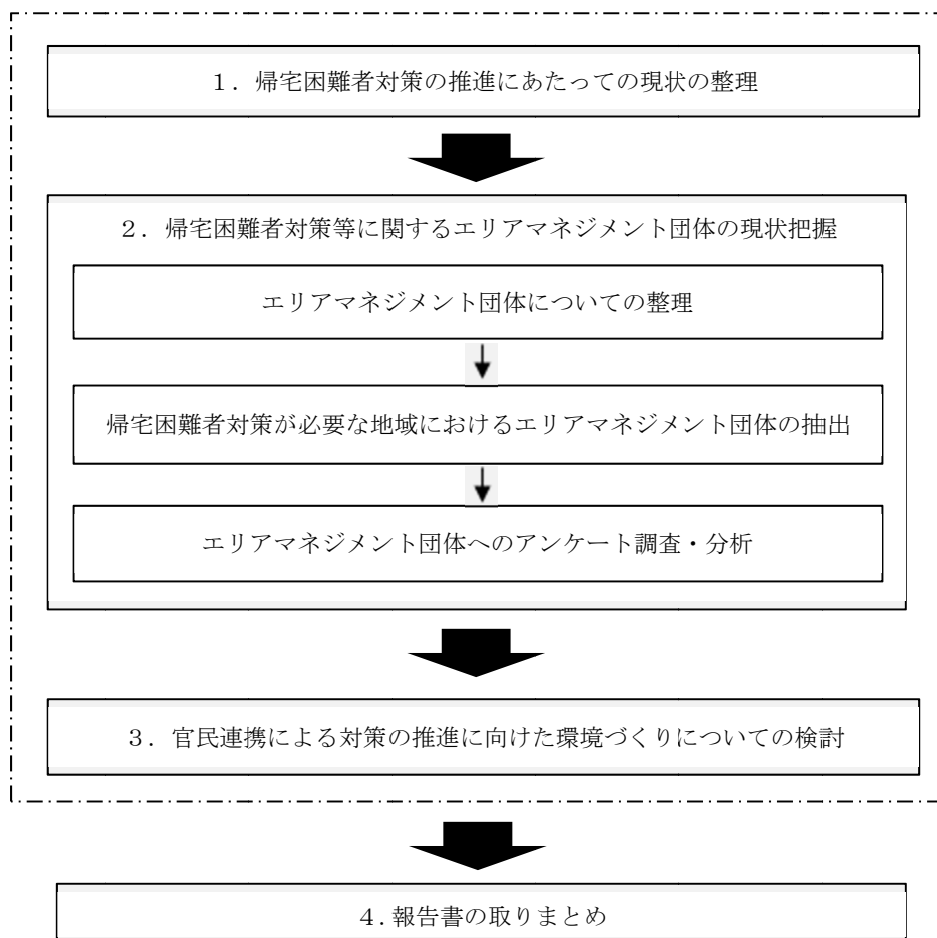 １．帰宅困難者対策の推進にあたっての現状の整理
２．帰宅困難者対策等に関するエリアマネジメント団体の現状把握
エリアマネジメント団体についての整理
帰宅困難者対策が必要な地域におけるエリアマネジメント団体の抽出
エリアマネジメント団体へのアンケート調査・分析
３．官民連携による対策の推進に向けた環境づくりについての検討
４．報告書の取りまとめ